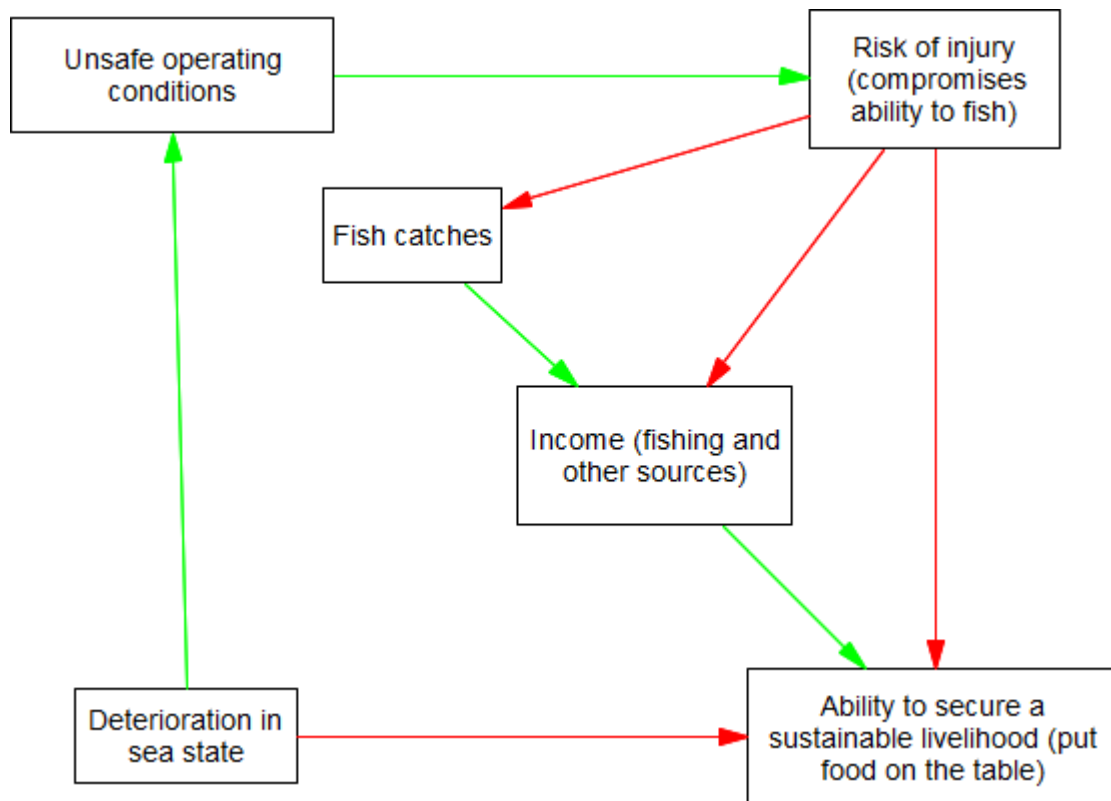 Unsafe operating
conditions
Risk of injury
(compromises
ability to fish)
Fish catches
Income (fishing and
other sources)
Deterioration in
sea state
Ability to secure a
sustainable livelihood (put
food on the table)